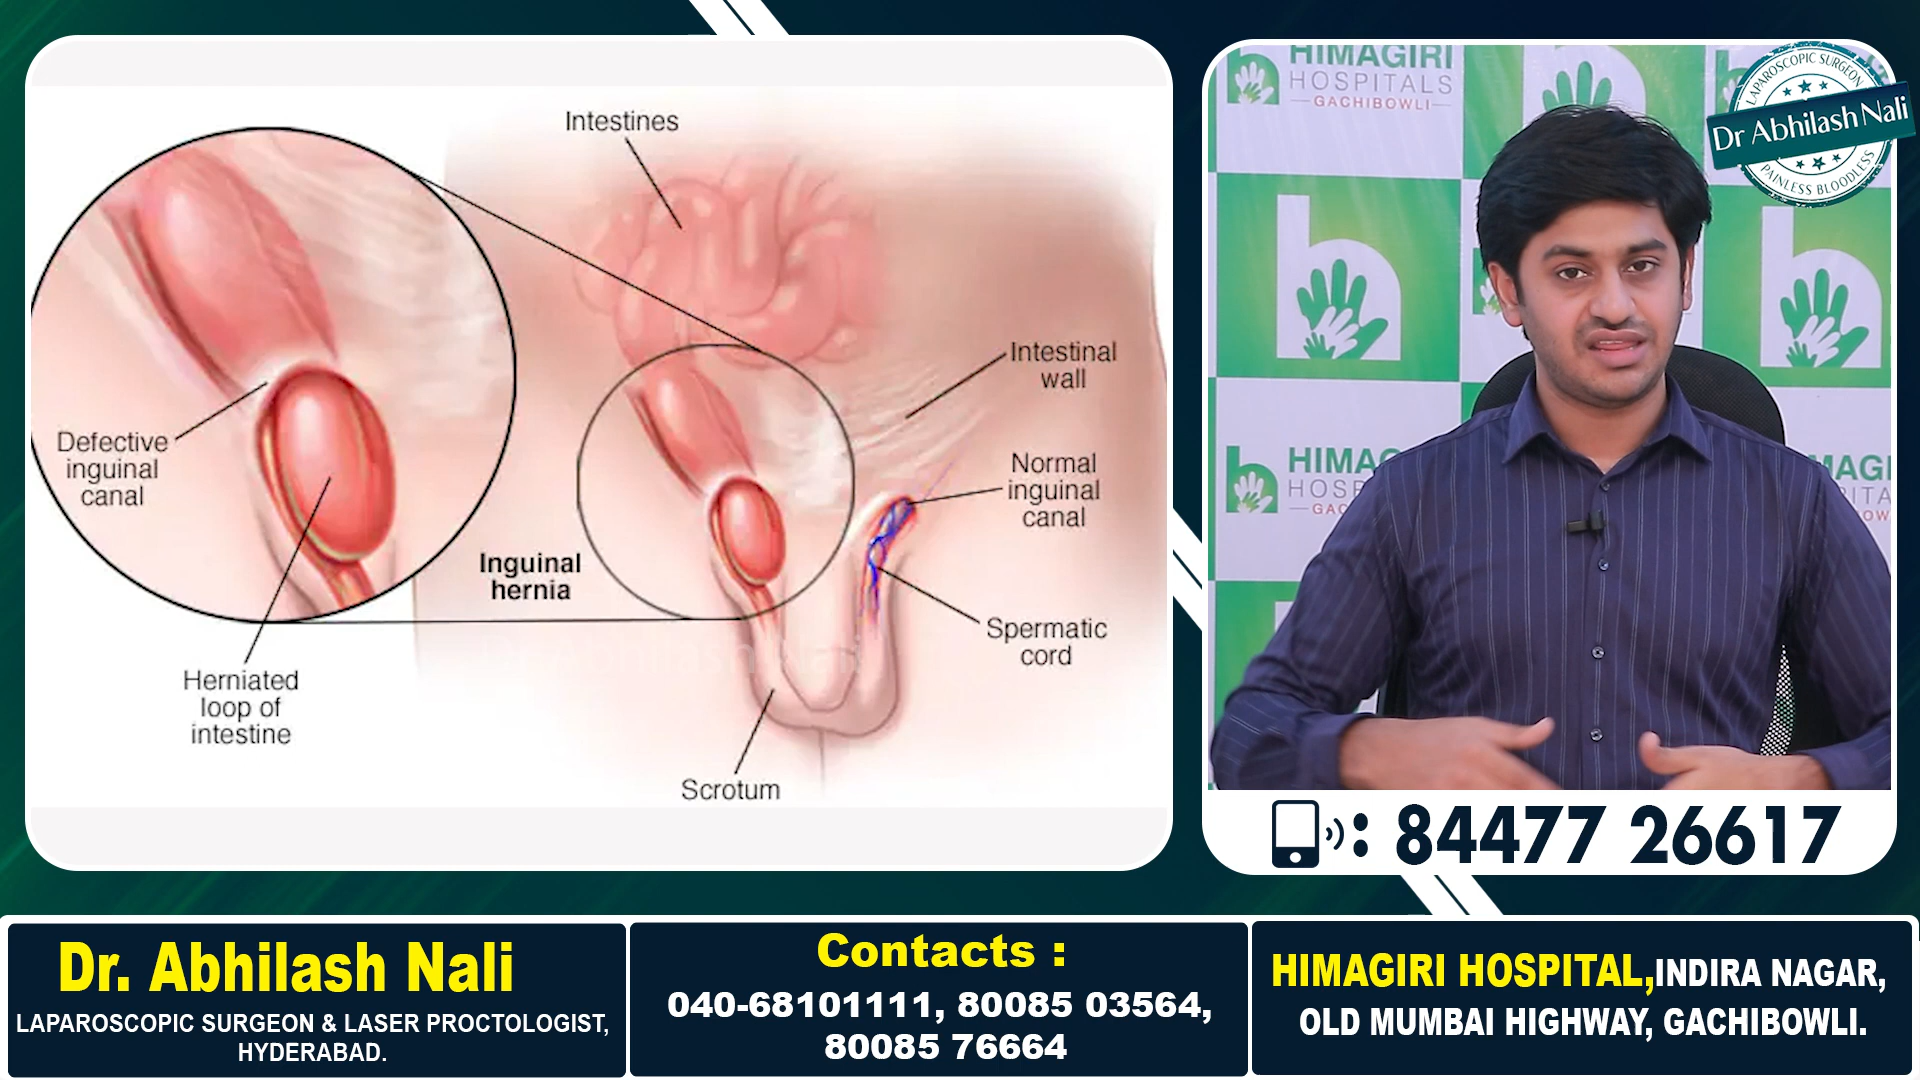 Intestines
Intestinal
wall
Defective
inguinal
canal
Normal
inguinal
canal
Inguinal
hernia
Spermatic
cord
Herniated
loop of
intestine
Scrotum
HIMAGIRI
HOSPITALS
GACHIBOWLI
LAPAROSCOPIC SURGEON
Dr Abhilash Nali
PAINLESS BLOODLESS
: 84477 26617
Dr. Abhilash Nali
LAPAROSCOPIC SURGEON & LASER PROCTOLOGIST,
HYDERABAD.
Contacts :
040-68101111, 80085 03564,
80085 76664
HIMAGIRI HOSPITAL,INDIRA NAGAR,
OLD MUMBAI HIGHWAY, GACHIBOWLI.